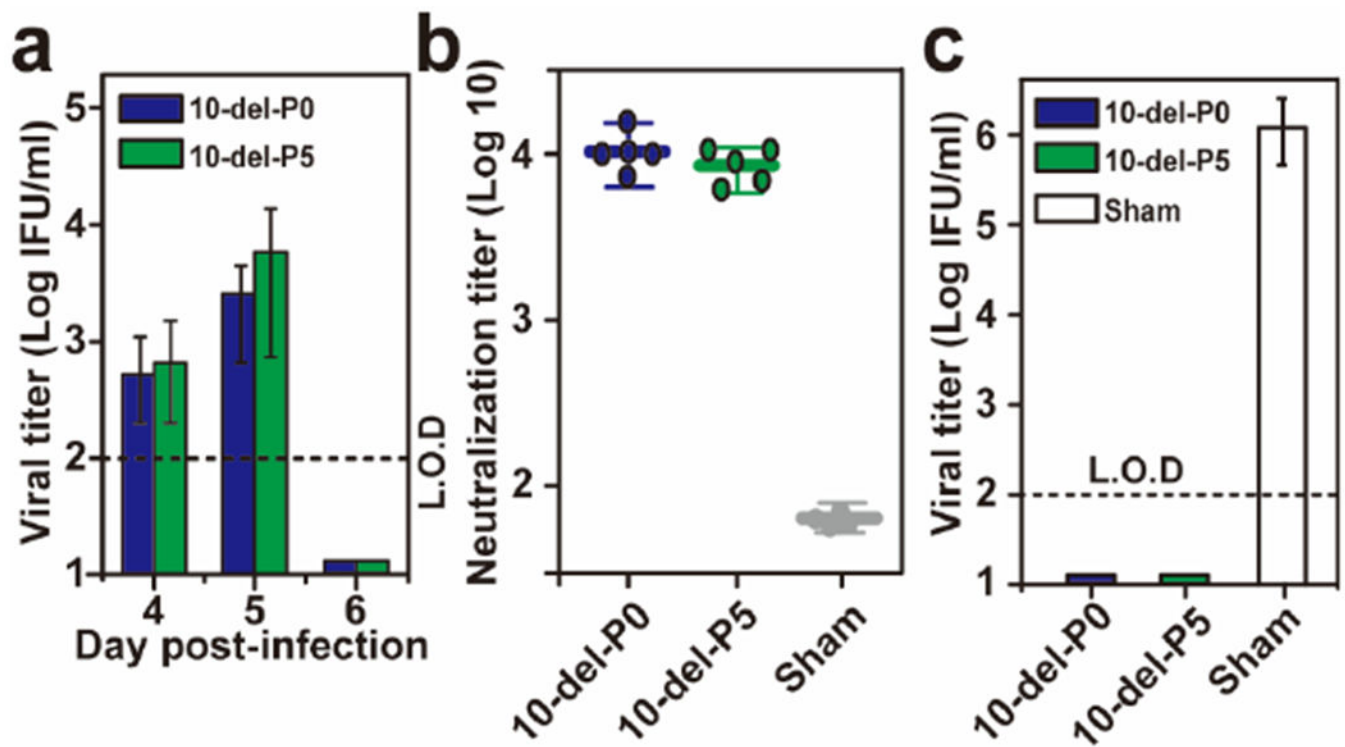 a
Viral titer (Log IFU/ml)
5
4
3
2
1
10-del-P0
10-del-P5
L.O.D
4 5 6
Day post-infection
b
Neutralization titer (Log 10)
4
3
2
10-del-P0
10-del-P5
Sham
c
Viral titer (Log IFU/ml)
6
5
4
3
2
1
10-del-P0
10-del-P5
Sham
L.O.D
10-del-P0
10-del-P5
Sham